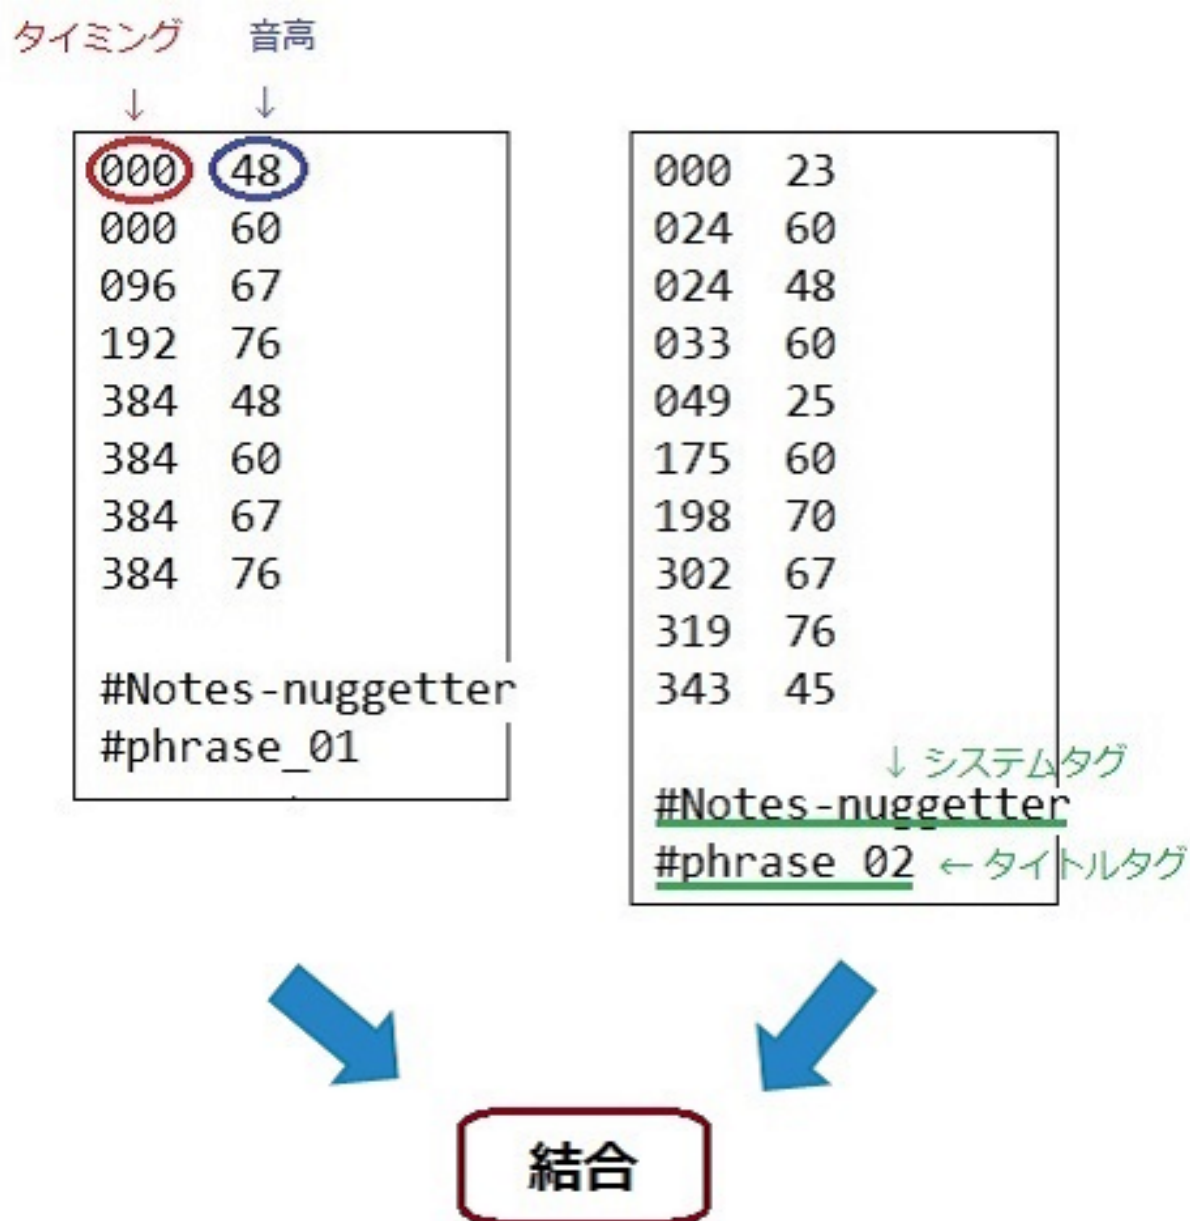 タイミング 音高
↓ ↓
000 48
000 60
096 67
192 76
384 48
384 60
384 67
384 76
#Notes-nuggetter
#phrase_01
000 23
024 60
024 48
033 60
049 25
175 60
198 70
302 67
319 76
343 45
↓ システムタグ
#Notes-nuggetter
#phrase_02 ← タイトルタグ
結合